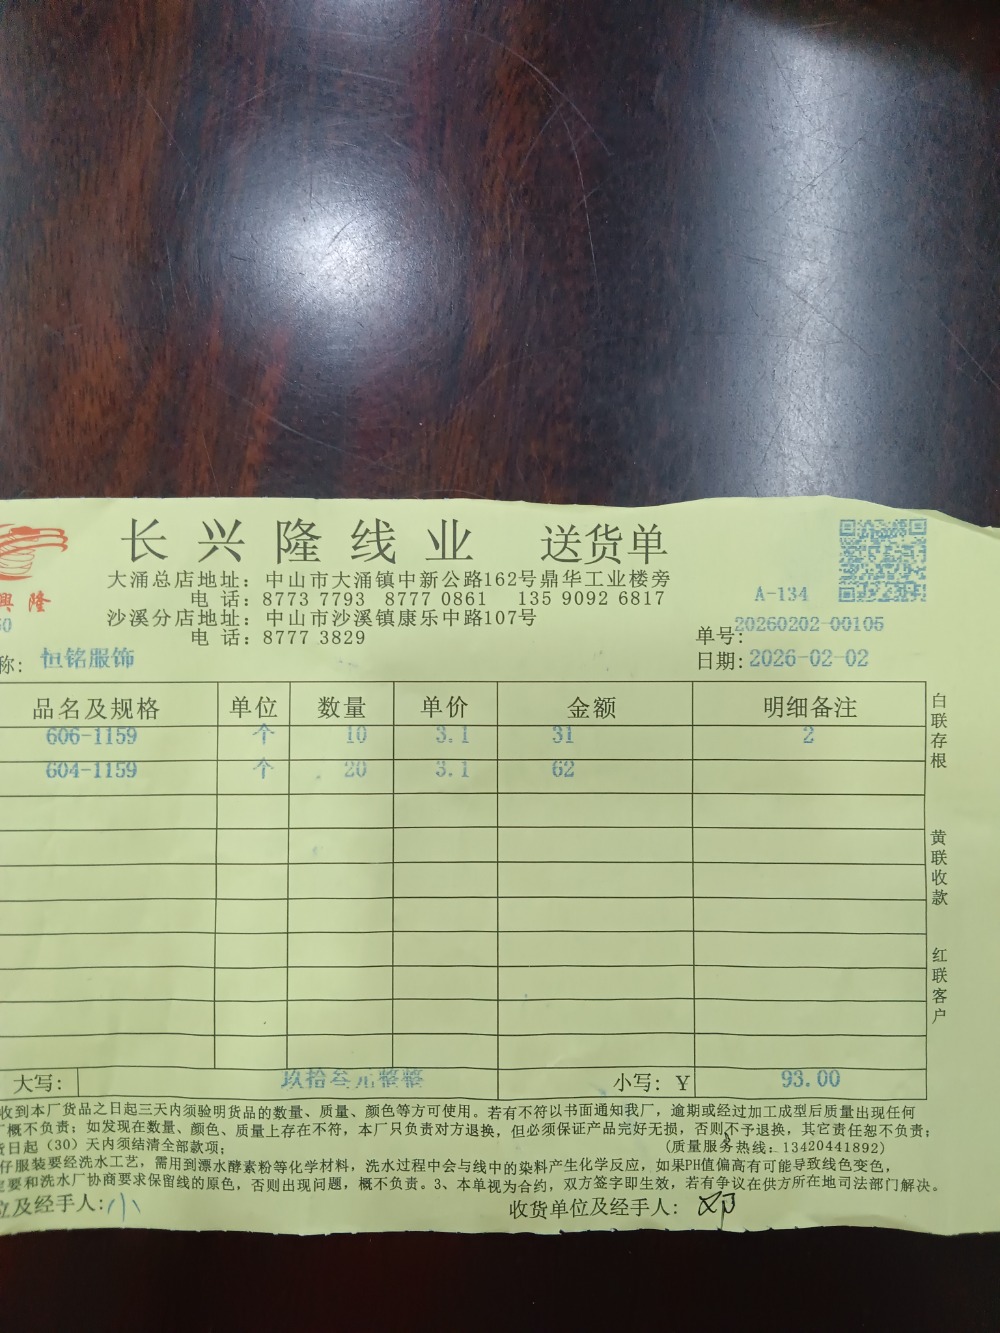 長業线业 送货单
興隆
大涌总店地址：中山市大涌镇中新公路162号鼎华工业楼旁
电 话：8773 7793 8777 0861 135 9092 6817
沙溪分店地址：中山市沙溪镇康乐中路107号
电 话：8777 3829
A-134
单号：20260202-00105
称：恒铭服饰
日期：2026-02-02
品名及规格 单位 数量 单价 金额 明细备注
606-1159 个 10 3.1 31 2
604-1159 个 20 3.1 62
白联存根
黄联收款
红联客户
大写： 玖拾叁元整整 小写：Y 93.00
收到本厂货品之日起三天内须验明货品的数量、质量、颜色等方可使用。若有不符以书面通知我厂，逾期或经过加工成型后质量出现任何
概不负责；如发现在数量、颜色、质量上存在不符，本厂只负责对方退换，但必须保证产品完好无损，否则不予退换，其它责任恕不负责；
日起（30）天内须结清全部款项； (质量服务热线：13420441892)
仔服装要经洗水工艺，需用到漂水酵素粉等化学材料，洗水过程中会与线中的染料产生化学反应，如果PH值偏高有可能导致线色变色，
要和洗水厂协商要求保留线的原色，否则出现问题，概不负责。3、本单视为合约，双方签字即生效，若有争议在供方所在地司法部门解决。
位及经手人：小 收货单位及经手人：邓